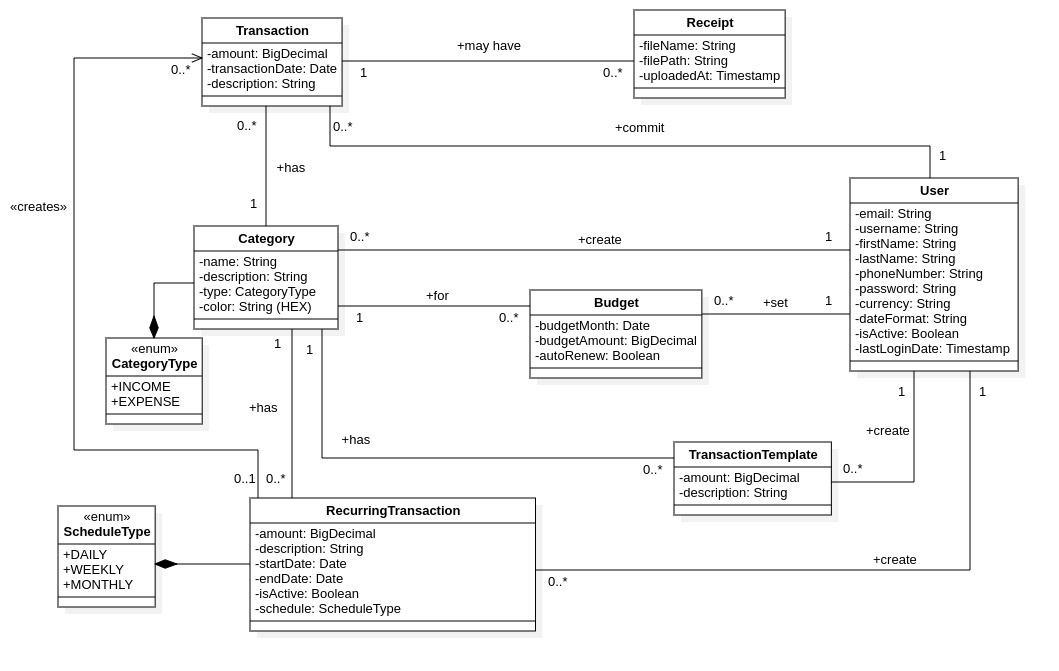 Transaction
-amount: BigDecimal
-transactionDate: Date
-description: String
Receipt
-fileName: String
-filePath: String
-uploadedAt: Timestamp
+may have
1
0..*
0..*
0..*
0..*
+commit
1
+has
1
«creates»
User
-email: String
-username: String
-firstName: String
-lastName: String
-phoneNumber: String
-password: String
-currency: String
-dateFormat: String
-isActive: Boolean
-lastLoginDate: Timestamp
Category
-name: String
-description: String
-type: CategoryType
-color: String (HEX)
0..*
+create
1
+for
1
0..*
Budget
-budgetMonth: Date
-budgetAmount: BigDecimal
-autoRenew: Boolean
0..*
+set
1
«enum»
CategoryType
+INCOME
+EXPENSE
1
1
+has
+has
0..*
1
1
+create
TransactionTemplate
-amount: BigDecimal
-description: String
0..*
0..1
0..*
«enum»
ScheduleType
+DAILY
+WEEKLY
+MONTHLY
RecurringTransaction
-amount: BigDecimal
-description: String
-startDate: Date
-endDate: Date
-isActive: Boolean
-schedule: ScheduleType
+create
0..*